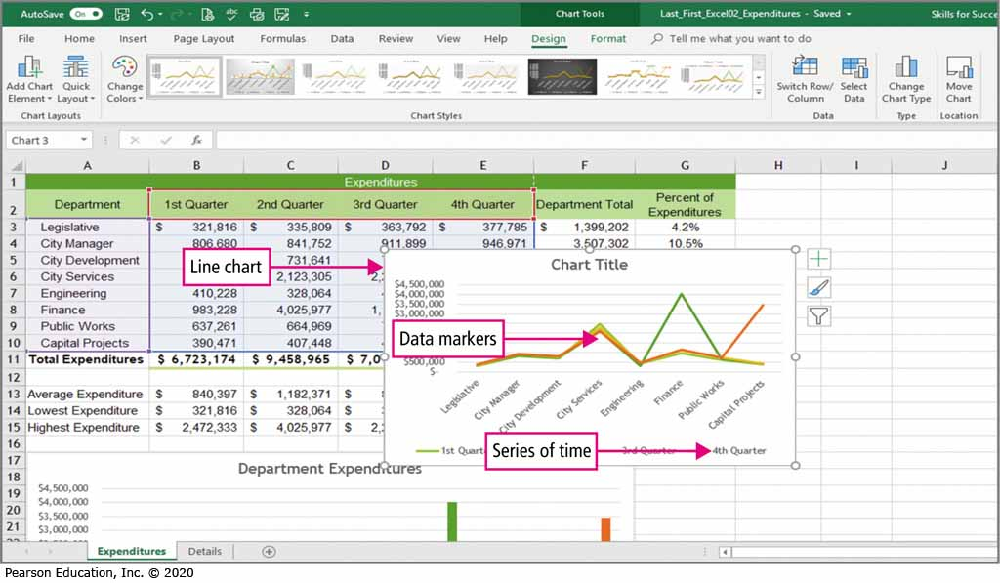 AutoSave On Chart Tools Last_First_Excel02_Expenditures - Saved Skills for Succe
File Home Insert Page Layout Formulas Data Review View Help Design Format Tell me what you want to do
Add Chart Element Quick Layout Change Colors Switch Row/ Column Select Data Change Chart Type Move Chart
Chart Layouts Chart Styles Data Type Location
Chart 3 fx
A B C D E F G H I J
1 Expenditures
2 Department 1st Quarter 2nd Quarter 3rd Quarter 4th Quarter Department Total Percent of Expenditures
3 Legislative $ 321,816 $ 335,809 $ 363,792 $ 377,785 $ 1,399,202 4.2%
4 City Manager 806,680 841,752 911,899 946,971 3,507,302 10.5%
5 City Development 731,641
6 City Services 2,123,305 2,
7 Engineering 410,228 328,064
8 Finance 983,228 4,025,977 1,
9 Public Works 637,261 664,969
10 Capital Projects 390,471 407,448
11 Total Expenditures $ 6,723,174 $ 9,458,965 $ 7,0
12
13 Average Expenditure $ 840,397 $ 1,182,371 $
14 Lowest Expenditure $ 321,816 $ 328,064 $
15 Highest Expenditure $ 2,472,333 $ 4,025,977 $ 2,
16
17
18
19
20
21
Line chart
Chart Title
$4,500,000
$4,000,000
$3,500,000
$3,000,000
Data markers
$500,000
$-
Legislative City Manager City Development City Services Engineering Finance Public Works Capital Projects
1st Quart Series of time 3rd Quarter 4th Quarter
Department Expenditures
$4,500,000
$4,000,000
$3,500,000
$3,000,000
Expenditures Details
Pearson Education, Inc. © 2020